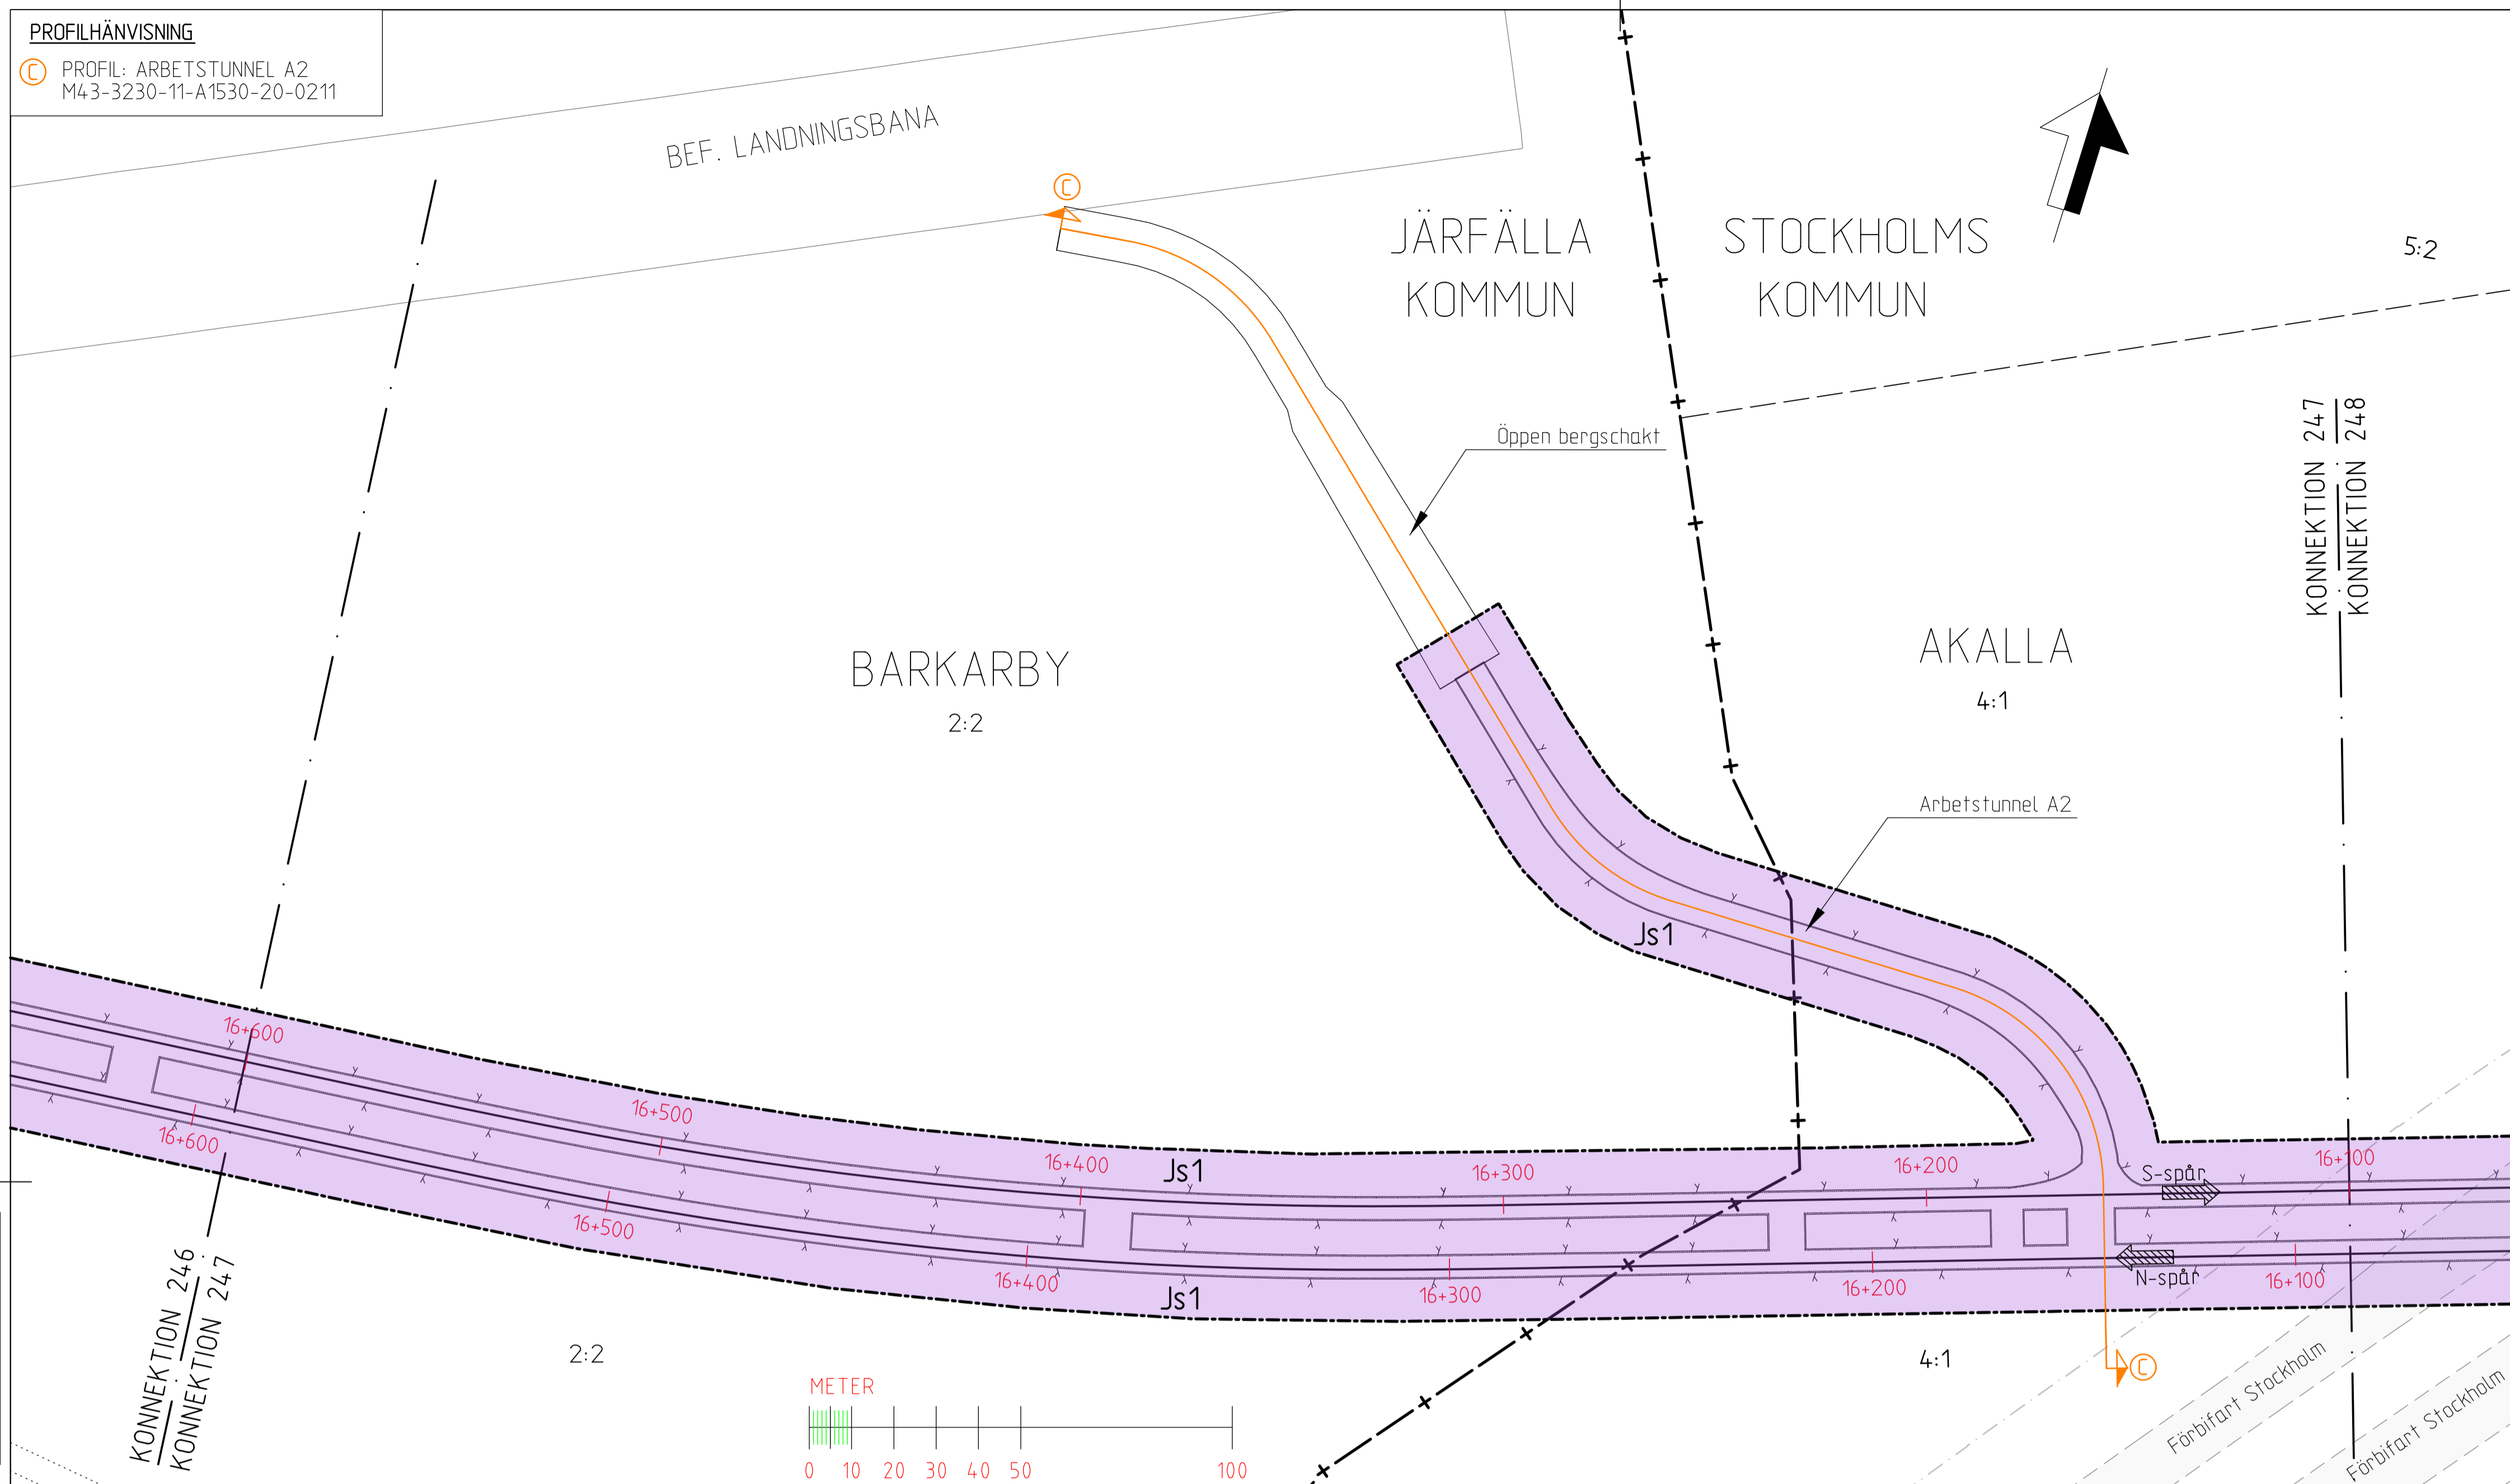 PROFILHÄNVISNING
C PROFIL: ARBETSTUNNEL A2
M43-3230-11-A1530-20-0211
BEF. LANDNINGSBANA
C
JÄRFÄLLA
KOMMUN
STOCKHOLMS
KOMMUN
5:2
Öppen bergschakt
KONNEKTION 247
KONNEKTION 248
BARKARBY
2:2
AKALLA
4:1
Arbetstunnel A2
Js1
16+600
16+500
16+400
Js1
16+300
16+200
16+100
S-spår
16+600
16+500
16+400
Js1
16+300
16+200
N-spår
16+100
KONNEKTION 246
KONNEKTION 247
2:2
4:1
C
Förbifart Stockholm
Förbifart Stockholm
METER
0 10 20 30 40 50 100